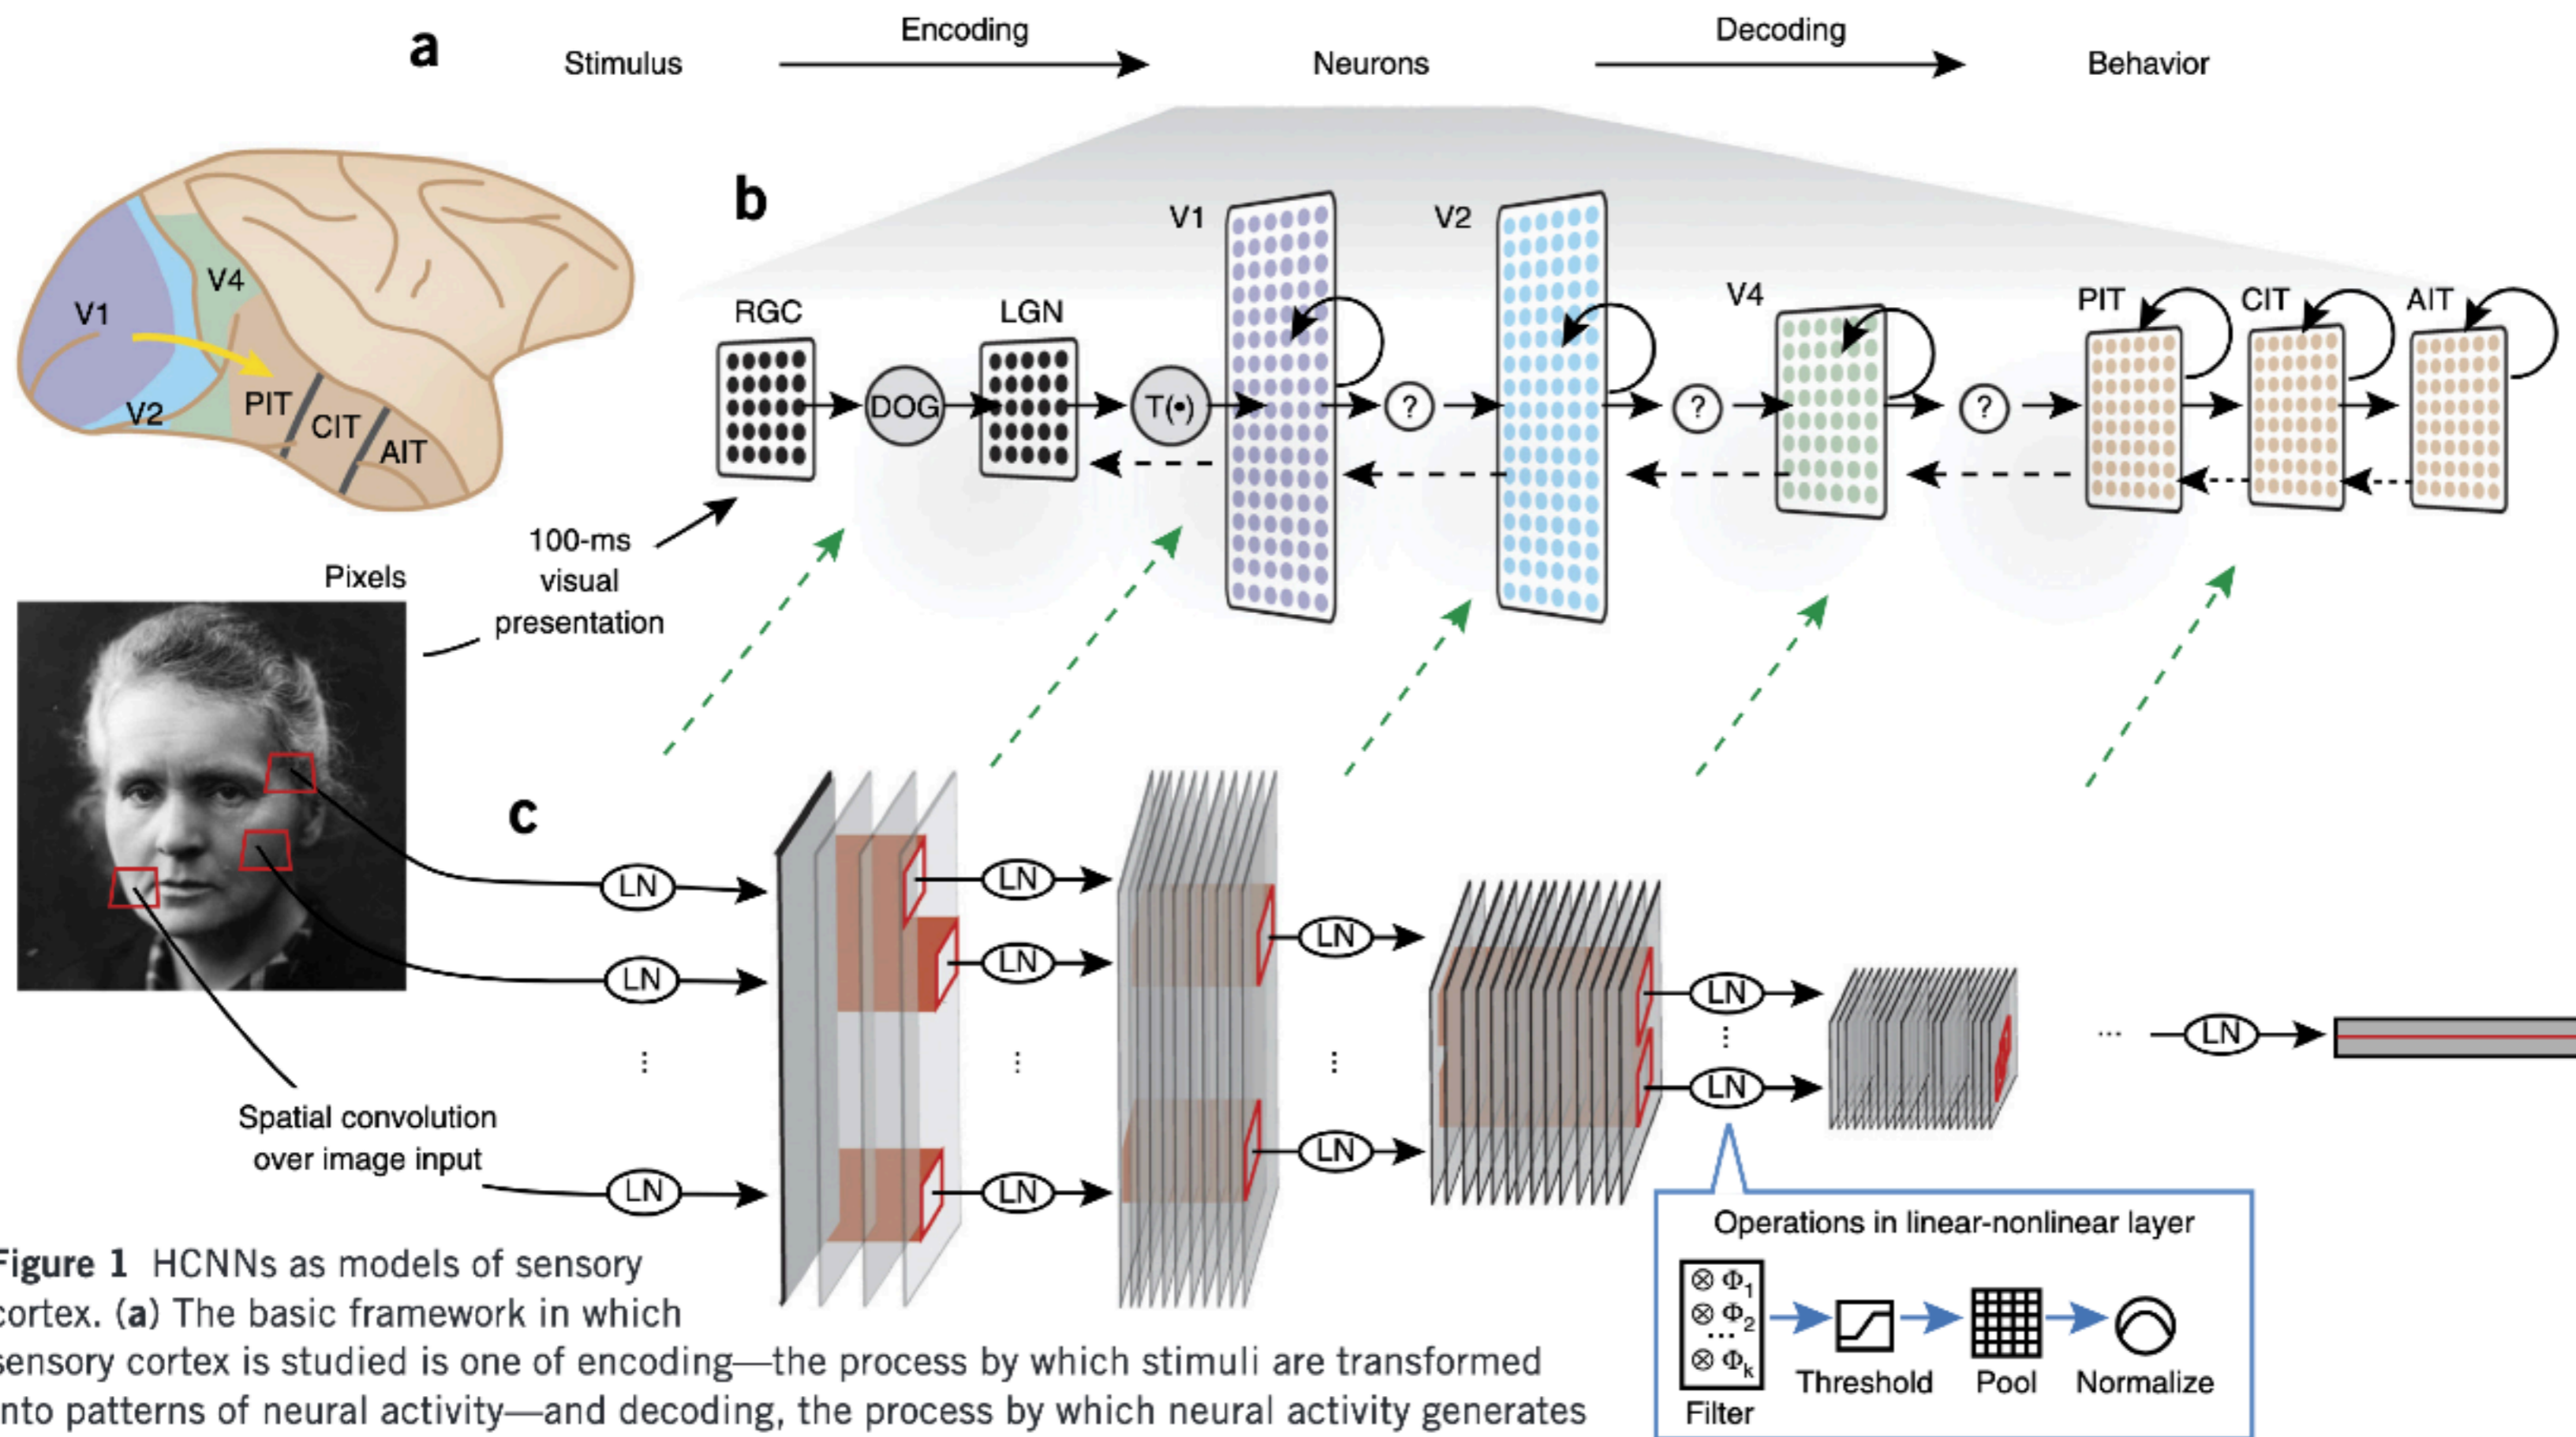 a
Stimulus
Encoding
Neurons
Decoding
Behavior
V1
V2
V4
PIT
CIT
AIT
b
RGC
DOG
LGN
T(•)
V1
?
V2
?
V4
?
PIT
CIT
AIT
100-ms
visual
presentation
Pixels
c
LN
LN
⋮
LN
LN
LN
⋮
LN
LN
⋮
LN
LN
⋮
LN
... LN
Spatial convolution
over image input
Operations in linear-nonlinear layer
⊗ Φ1
⊗ Φ2
...
⊗ Φk
Filter
Threshold
Pool
Normalize
Figure 1 HCNNs as models of sensory
cortex. (a) The basic framework in which
sensory cortex is studied is one of encoding—the process by which stimuli are transformed
into patterns of neural activity—and decoding, the process by which neural activity generates